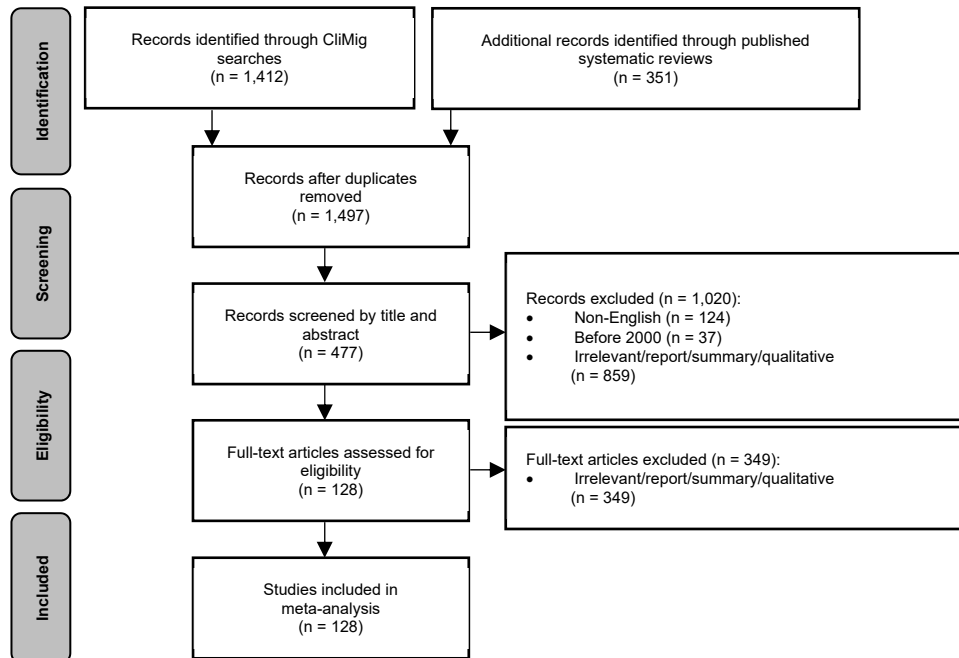 Identification
Records identified through CliMig
searches
(n = 1,412)
Additional records identified through published
systematic reviews
(n = 351)
Records after duplicates
removed
(n = 1,497)
Screening
Records screened by title and
abstract
(n = 477)
Records excluded (n = 1,020):
• Non-English (n = 124)
• Before 2000 (n = 37)
• Irrelevant/report/summary/qualitative
(n = 859)
Eligibility
Full-text articles assessed for
eligibility
(n = 128)
Full-text articles excluded (n = 349):
• Irrelevant/report/summary/qualitative
(n = 349)
Included
Studies included in
meta-analysis
(n = 128)